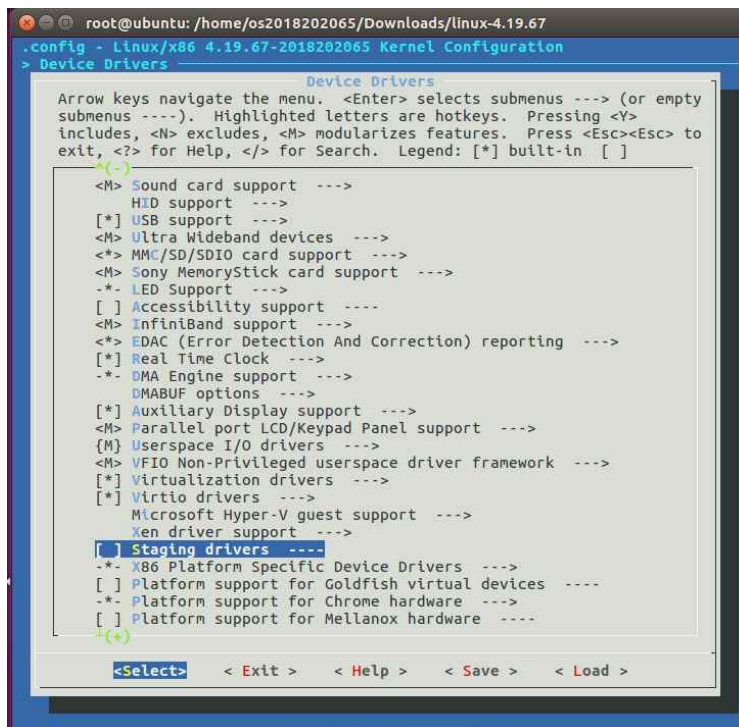 root@ubuntu: /home/os2018202065/Downloads/linux-4.19.67
.config - Linux/x86 4.19.67-2018202065 Kernel Configuration
> Device Drivers
Device Drivers
Arrow keys navigate the menu.  <Enter> selects submenus ---> (or empty
submenus ----).  Highlighted letters are hotkeys.  Pressing <Y>
includes, <N> excludes, <M> modularizes features.  Press <Esc><Esc> to
exit, <?> for Help, </> for Search.  Legend: [*] built-in  [ ]
^(-)
<M> Sound card support  --->
HID support  --->
[*] USB support  --->
<M> Ultra Wideband devices  --->
<*> MMC/SD/SDIO card support  --->
<M> Sony MemoryStick card support  --->
-*- LED Support  --->
[ ] Accessibility support  ----
<M> InfiniBand support  --->
<*> EDAC (Error Detection And Correction) reporting  --->
[*] Real Time Clock  --->
-*- DMA Engine support  --->
DMABUF options  --->
[*] Auxiliary Display support  --->
<M> Parallel port LCD/Keypad Panel support  --->
{M} Userspace I/O drivers  --->
<M> VFIO Non-Privileged userspace driver framework  --->
[*] Virtualization drivers  --->
[*] Virtio drivers  --->
Microsoft Hyper-V guest support  --->
Xen driver support  --->
[ ] Staging drivers  ----
-*- X86 Platform Specific Device Drivers  --->
[ ] Platform support for Goldfish virtual devices  ----
-*- Platform support for Chrome hardware  --->
[ ] Platform support for Mellanox hardware  ----
┴(+)
<Select>    < Exit >    < Help >    < Save >    < Load >